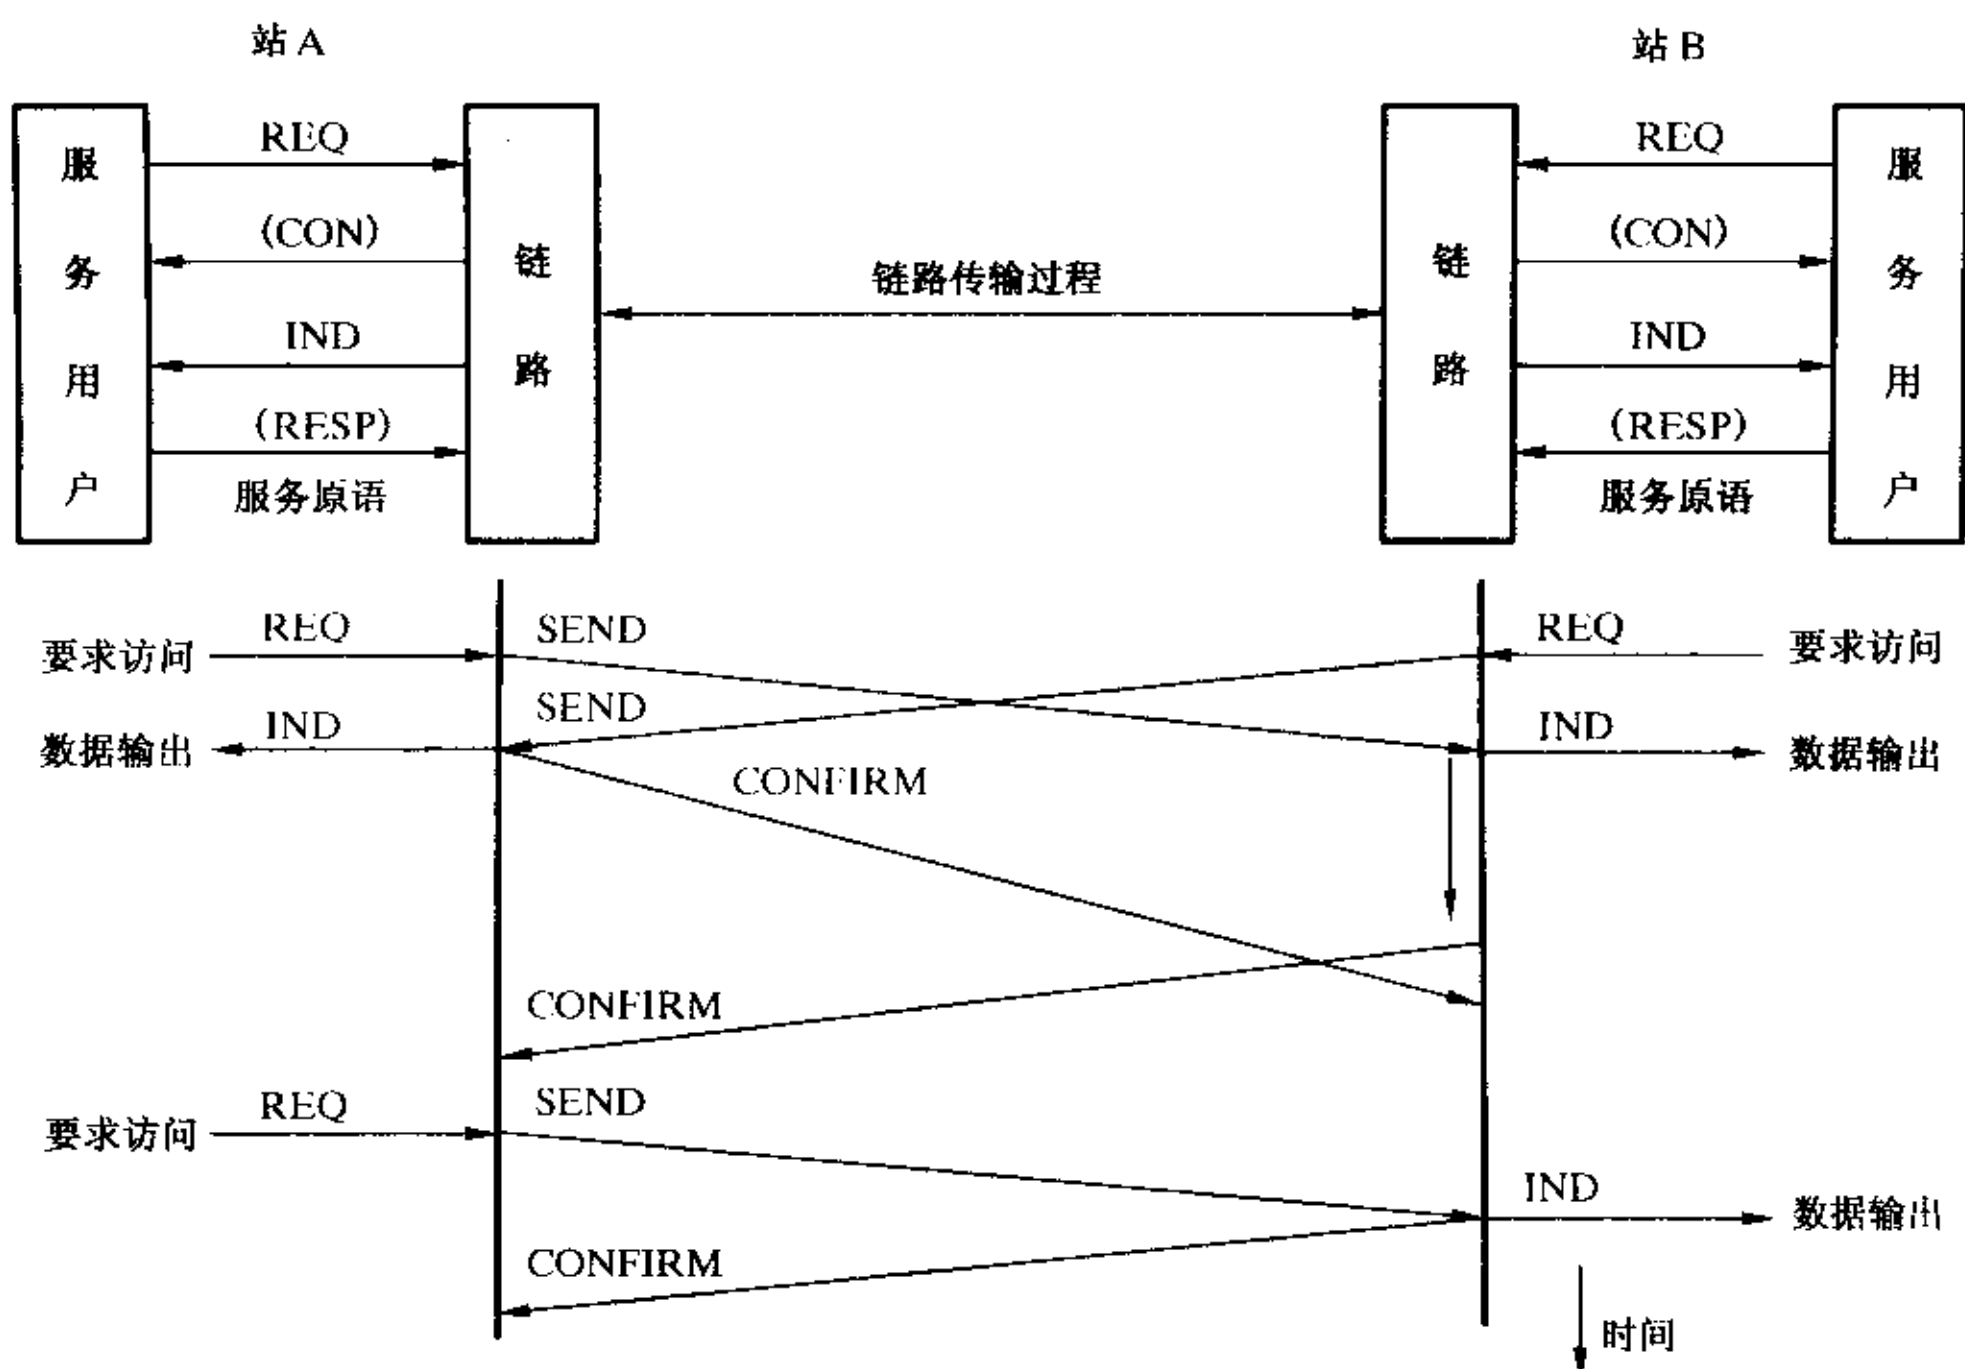 站 A
站 B
REQ
REQ
服务用户
(CON)
链路
链路传输过程
链路
(CON)
服务用户
IND
IND
(RESP)
(RESP)
服务原语
服务原语
REQ
SEND
REQ
要求访问
要求访问
IND
SEND
IND
数据输出
数据输出
CONFIRM
CONFIRM
REQ
SEND
要求访问
IND
数据输出
CONFIRM
时间